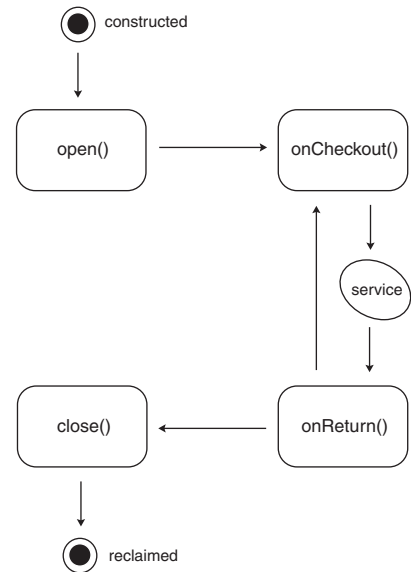 constructed
open()
onCheckout()
service
close()
onReturn()
reclaimed